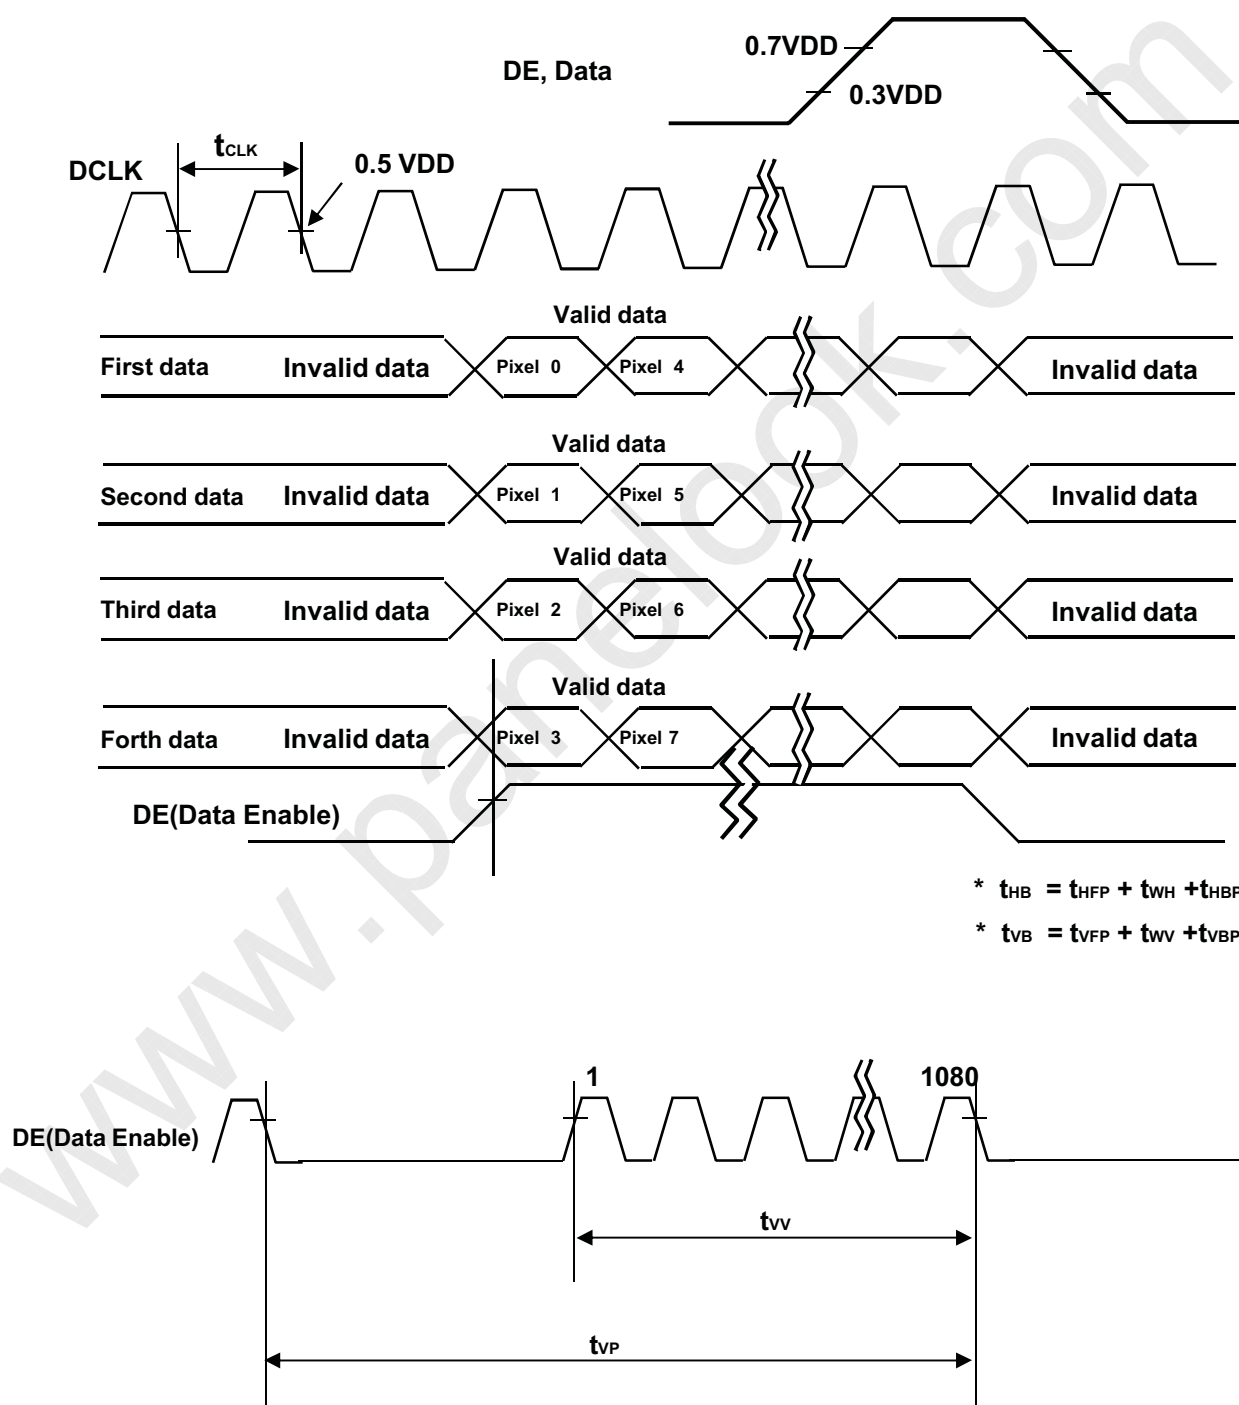 0.7VDD
DE, Data
0.3VDD
tCLK
DCLK
0.5 VDD
Valid data
First data Invalid data Pixel 0 Pixel 4 Invalid data
Valid data
Second data Invalid data Pixel 1 Pixel 5 Invalid data
Valid data
Third data Invalid data Pixel 2 Pixel 6 Invalid data
Valid data
Forth data Invalid data Pixel 3 Pixel 7 Invalid data
DE(Data Enable)
* tHB = tHFP + tWH +tHBP
* tVB = tVFP + tWV +tVBP
1 1080
DE(Data Enable)
tVV
tVP
www.panelook.com